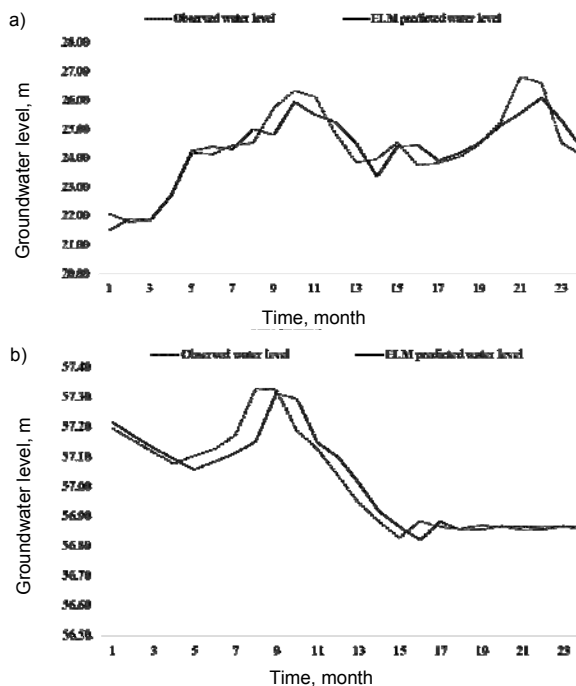 a)
Observed water level ELM predicted water level
Groundwater level, m
28.00
27.00
26.00
25.00
24.00
23.00
22.00
21.00
20.00
1 3 5 7 9 11 13 15 17 19 21 23
Time, month
b)
Observed water level ELM predicted water level
Groundwater level, m
57.40
57.30
57.20
57.10
57.00
56.90
56.80
56.70
56.60
56.50
1 3 5 7 9 11 13 15 17 19 21 23
Time, month